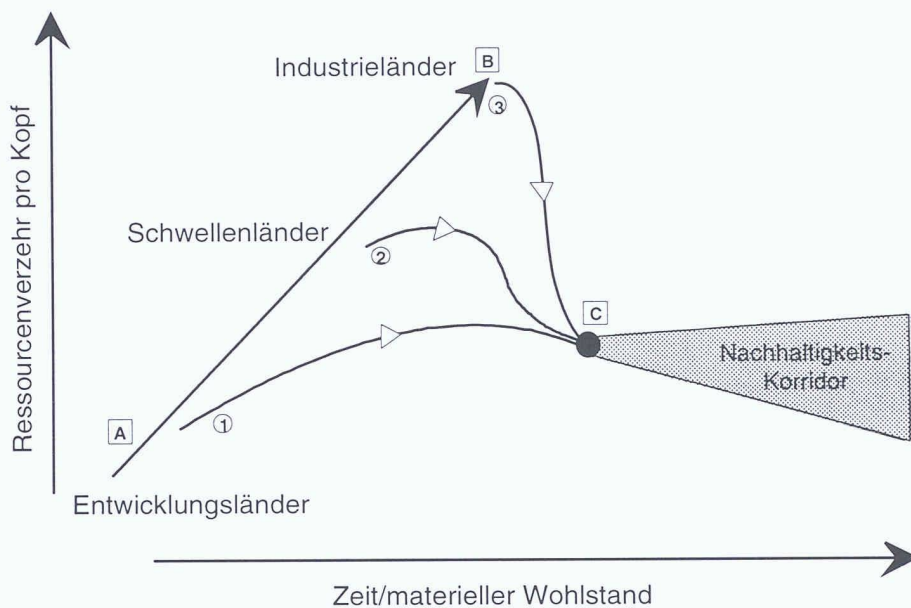 Ressourcenverzehr pro Kopf
B
Industrieländer
3
Schwellenländer
2
C
Nachhaltigkeits-
Korridor
A
1
Entwicklungsländer
Zeit/materieller Wohlstand